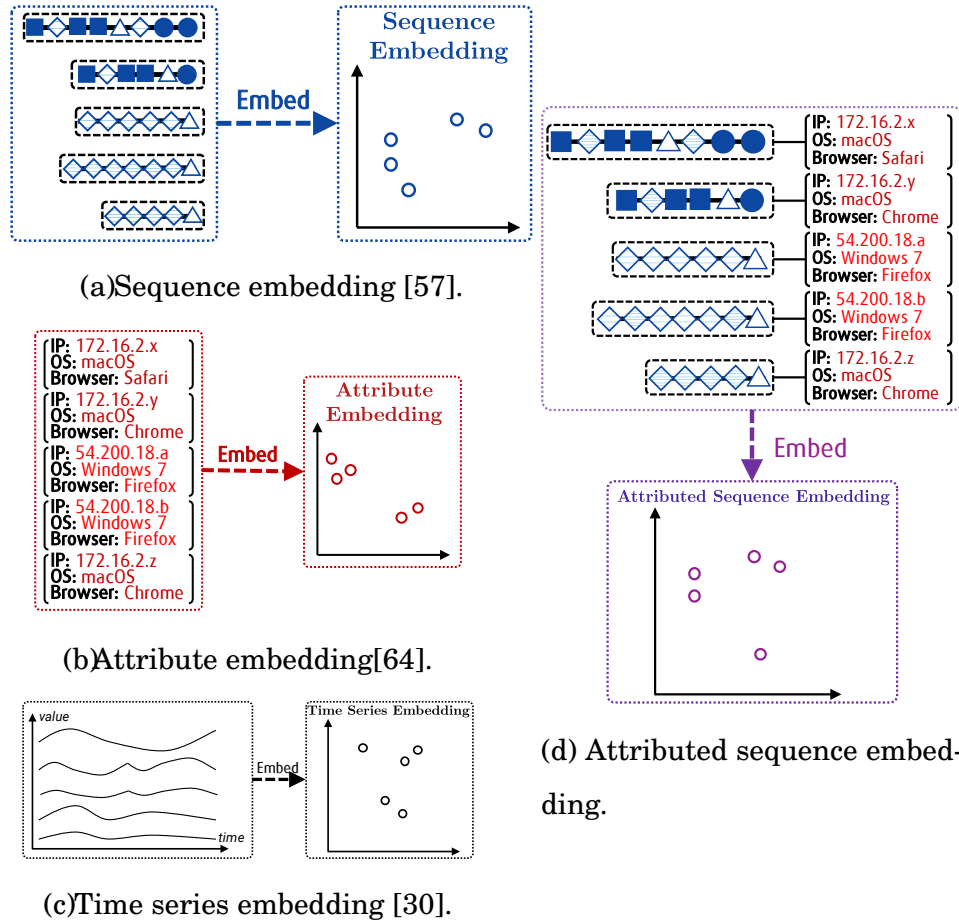 Sequence
Embedding
Embed
(a)Sequence embedding [57].
IP: 172.16.2.x
OS: macOS
Browser: Safari
IP: 172.16.2.y
OS: macOS
Browser: Chrome
IP: 54.200.18.a
OS: Windows 7
Browser: Firefox
IP: 54.200.18.b
OS: Windows 7
Browser: Firefox
IP: 172.16.2.z
OS: macOS
Browser: Chrome
Embed
Attribute
Embedding
(b)Attribute embedding[64].
value
time
Embed
Time Series Embedding
(c)Time series embedding [30].
IP: 172.16.2.x
OS: macOS
Browser: Safari
IP: 172.16.2.y
OS: macOS
Browser: Chrome
IP: 54.200.18.a
OS: Windows 7
Browser: Firefox
IP: 54.200.18.b
OS: Windows 7
Browser: Firefox
IP: 172.16.2.z
OS: macOS
Browser: Chrome
Embed
Attributed Sequence Embedding
(d) Attributed sequence embed-
ding.